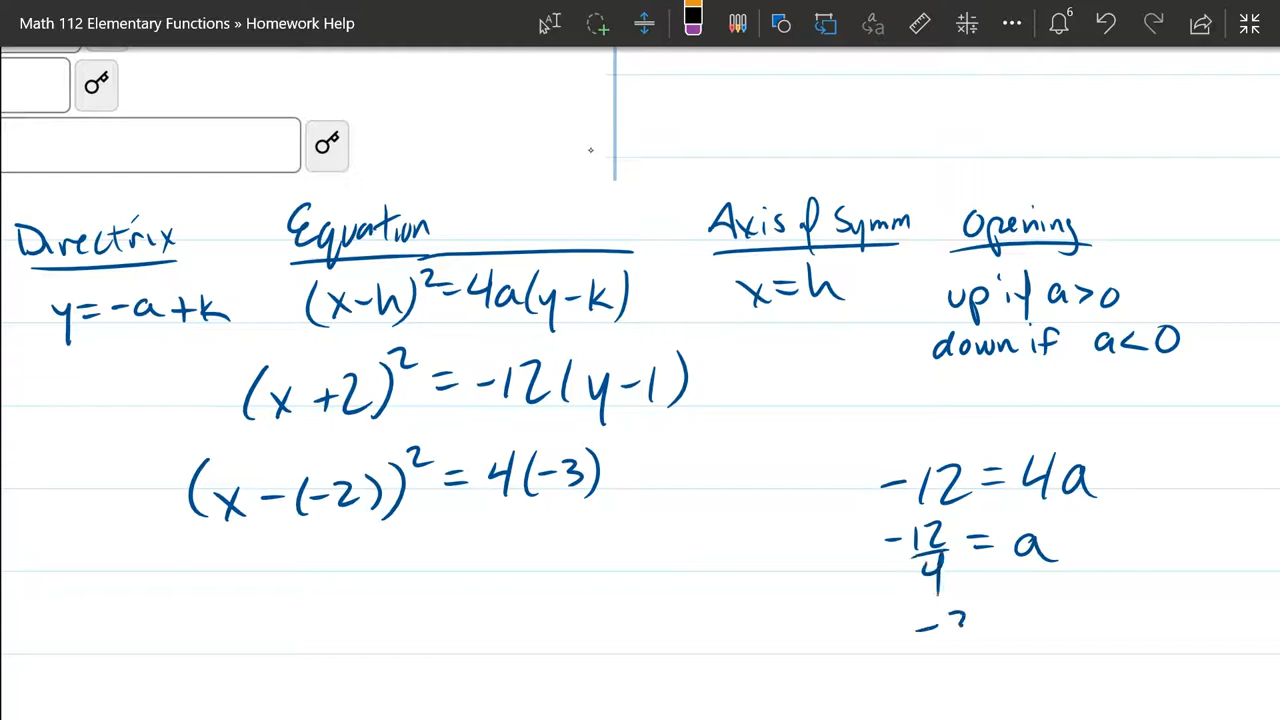 Math 112 Elementary Functions » Homework Help
6
Directrix Equation Axis of Symm Opening
y=-a+k (x-h)²=4a(y-k) x=h up if a>0
down if a<0
(x+2)² = -12(y-1)
(x-(-2))² = 4(-3)
-12=4a
-12/4 = a